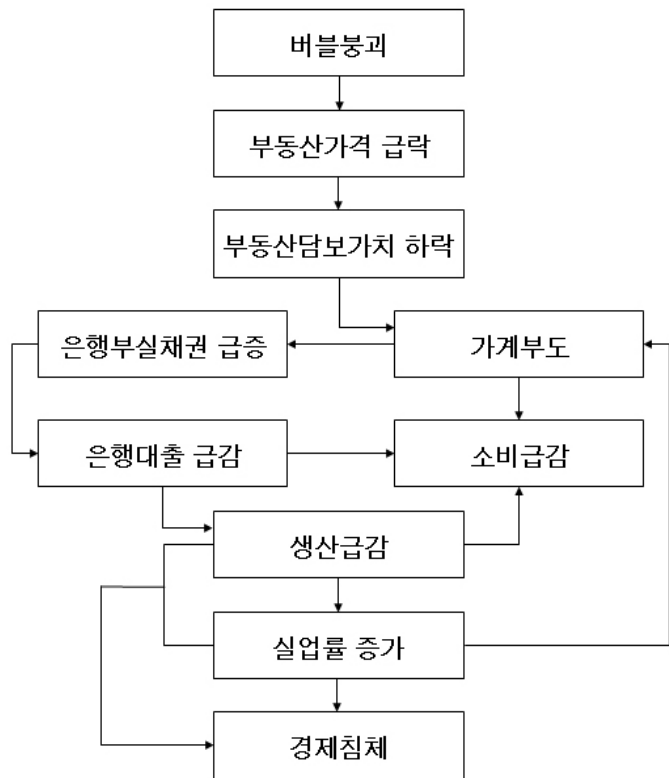 버블붕괴
부동산가격 급락
부동산담보가치 하락
은행부실채권 급증
가계부도
은행대출 급감
소비급감
생산급감
실업률 증가
경제침체